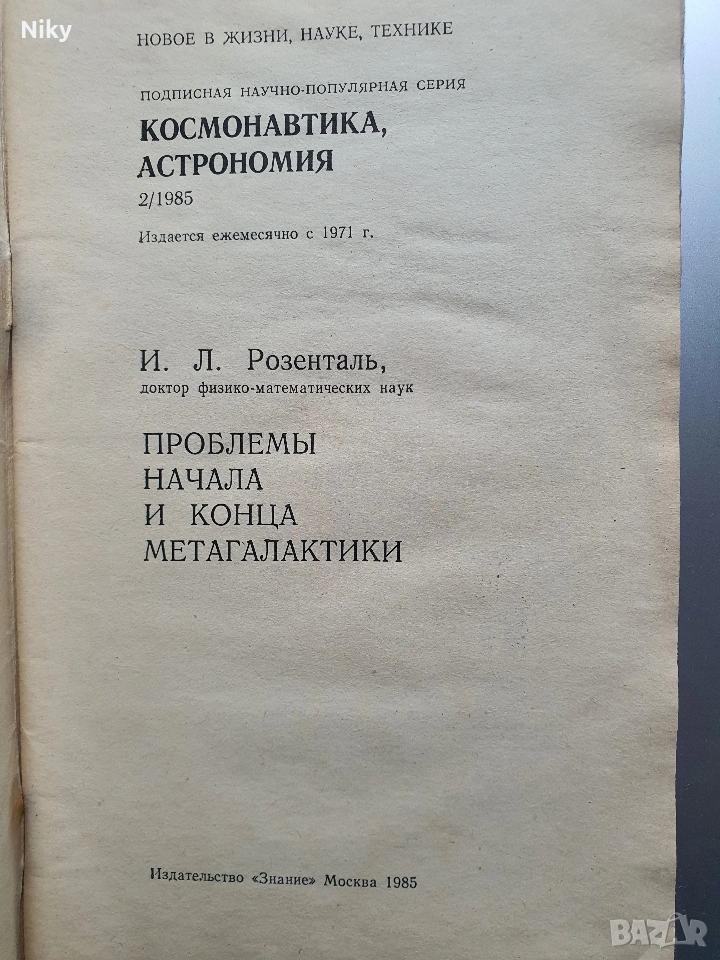 Niky
НОВОЕ В ЖИЗНИ, НАУКЕ, ТЕХНИКЕ
ПОДПИСНАЯ НАУЧНО-ПОПУЛЯРНАЯ СЕРИЯ
КОСМОНАВТИКА,
АСТРОНОМИЯ
2/1985
Издается ежемесячно с 1971 г.
И. Л. Розенталь,
доктор физико-математических наук
ПРОБЛЕМЫ
НАЧАЛА
И КОНЦА
МЕТАГАЛАКТИКИ
Издательство «Знание» Москва 1985
BAZAR